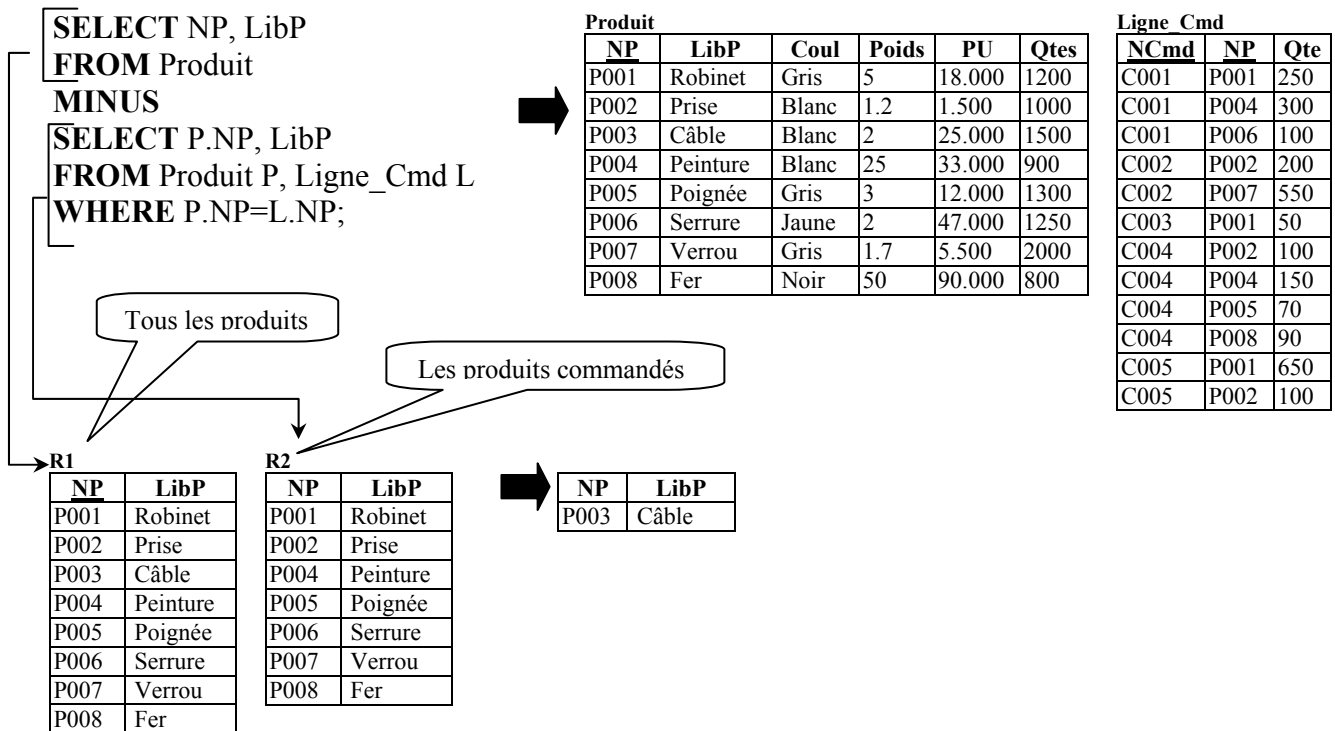 SELECT NP, LibP
FROM Produit
MINUS
SELECT P.NP, LibP
FROM Produit P, Ligne_Cmd L
WHERE P.NP=L.NP;
Produit
NP LibP Coul Poids PU Qtes
P001 Robinet Gris 5 18.000 1200
P002 Prise Blanc 1.2 1.500 1000
P003 Câble Blanc 2 25.000 1500
P004 Peinture Blanc 25 33.000 900
P005 Poignée Gris 3 12.000 1300
P006 Serrure Jaune 2 47.000 1250
P007 Verrou Gris 1.7 5.500 2000
P008 Fer Noir 50 90.000 800
Ligne_Cmd
NCmd NP Qte
C001 P001 250
C001 P004 300
C001 P006 100
C002 P002 200
C002 P007 550
C003 P001 50
C004 P002 100
C004 P004 150
C004 P005 70
C004 P008 90
C005 P001 650
C005 P002 100
Tous les produits
Les produits commandés
R1
NP LibP
P001 Robinet
P002 Prise
P003 Câble
P004 Peinture
P005 Poignée
P006 Serrure
P007 Verrou
P008 Fer
R2
NP LibP
P001 Robinet
P002 Prise
P004 Peinture
P005 Poignée
P006 Serrure
P007 Verrou
P008 Fer
NP LibP
P003 Câble